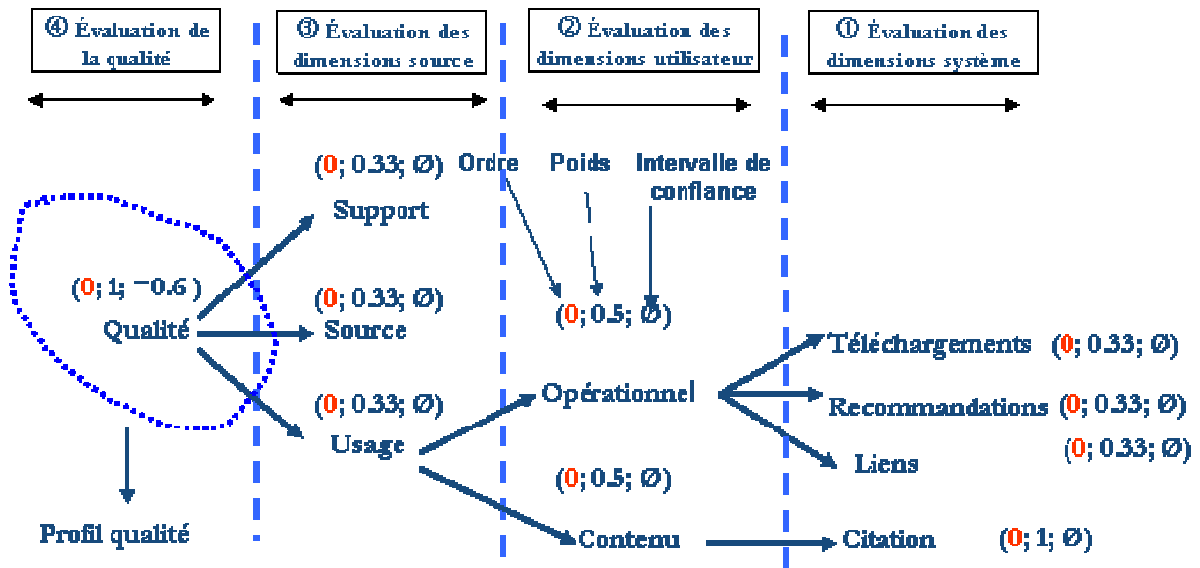 ④ Évaluation de
la qualité
③ Évaluation des
dimensions source
② Évaluation des
dimensions utilisateur
① Évaluation des
dimensions système
(0; 0.33; Ø)
Ordre
Poids
Intervalle de
confiance
Support
(0; 1; –0.6 )
Qualité
(0; 0.33; Ø)
Source
(0; 0.5; Ø)
Téléchargements (0; 0.33; Ø)
Opérationnel
Recommandations (0; 0.33; Ø)
(0; 0.33; Ø)
Usage
(0; 0.33; Ø)
Liens
(0; 0.5; Ø)
Profil qualité
Contenu
Citation (0; 1; Ø)